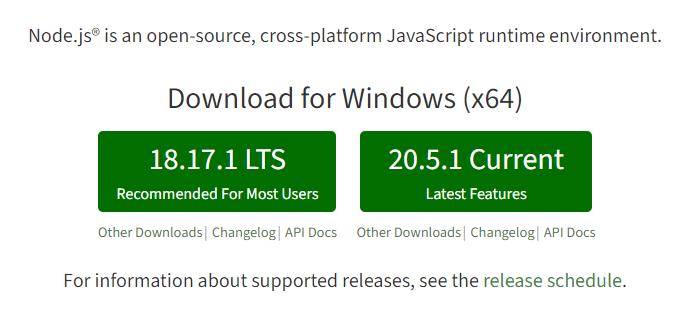 Node.js® is an open-source, cross-platform JavaScript runtime environment.
Download for Windows (x64)
18.17.1 LTS
Recommended For Most Users
20.5.1 Current
Latest Features
Other Downloads | Changelog | API Docs
Other Downloads | Changelog | API Docs
For information about supported releases, see the release schedule.